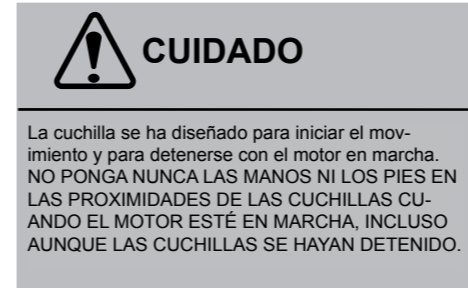 CUIDADO
La cuchilla se ha diseñado para iniciar el mov-
imiento y para detenerse con el motor en marcha.
NO PONGA NUNCA LAS MANOS NI LOS PIES EN
LAS PROXIMIDADES DE LAS CUCHILLAS CU-
ANDO EL MOTOR ESTÉ EN MARCHA, INCLUSO
AUNQUE LAS CUCHILLAS SE HAYAN DETENIDO.